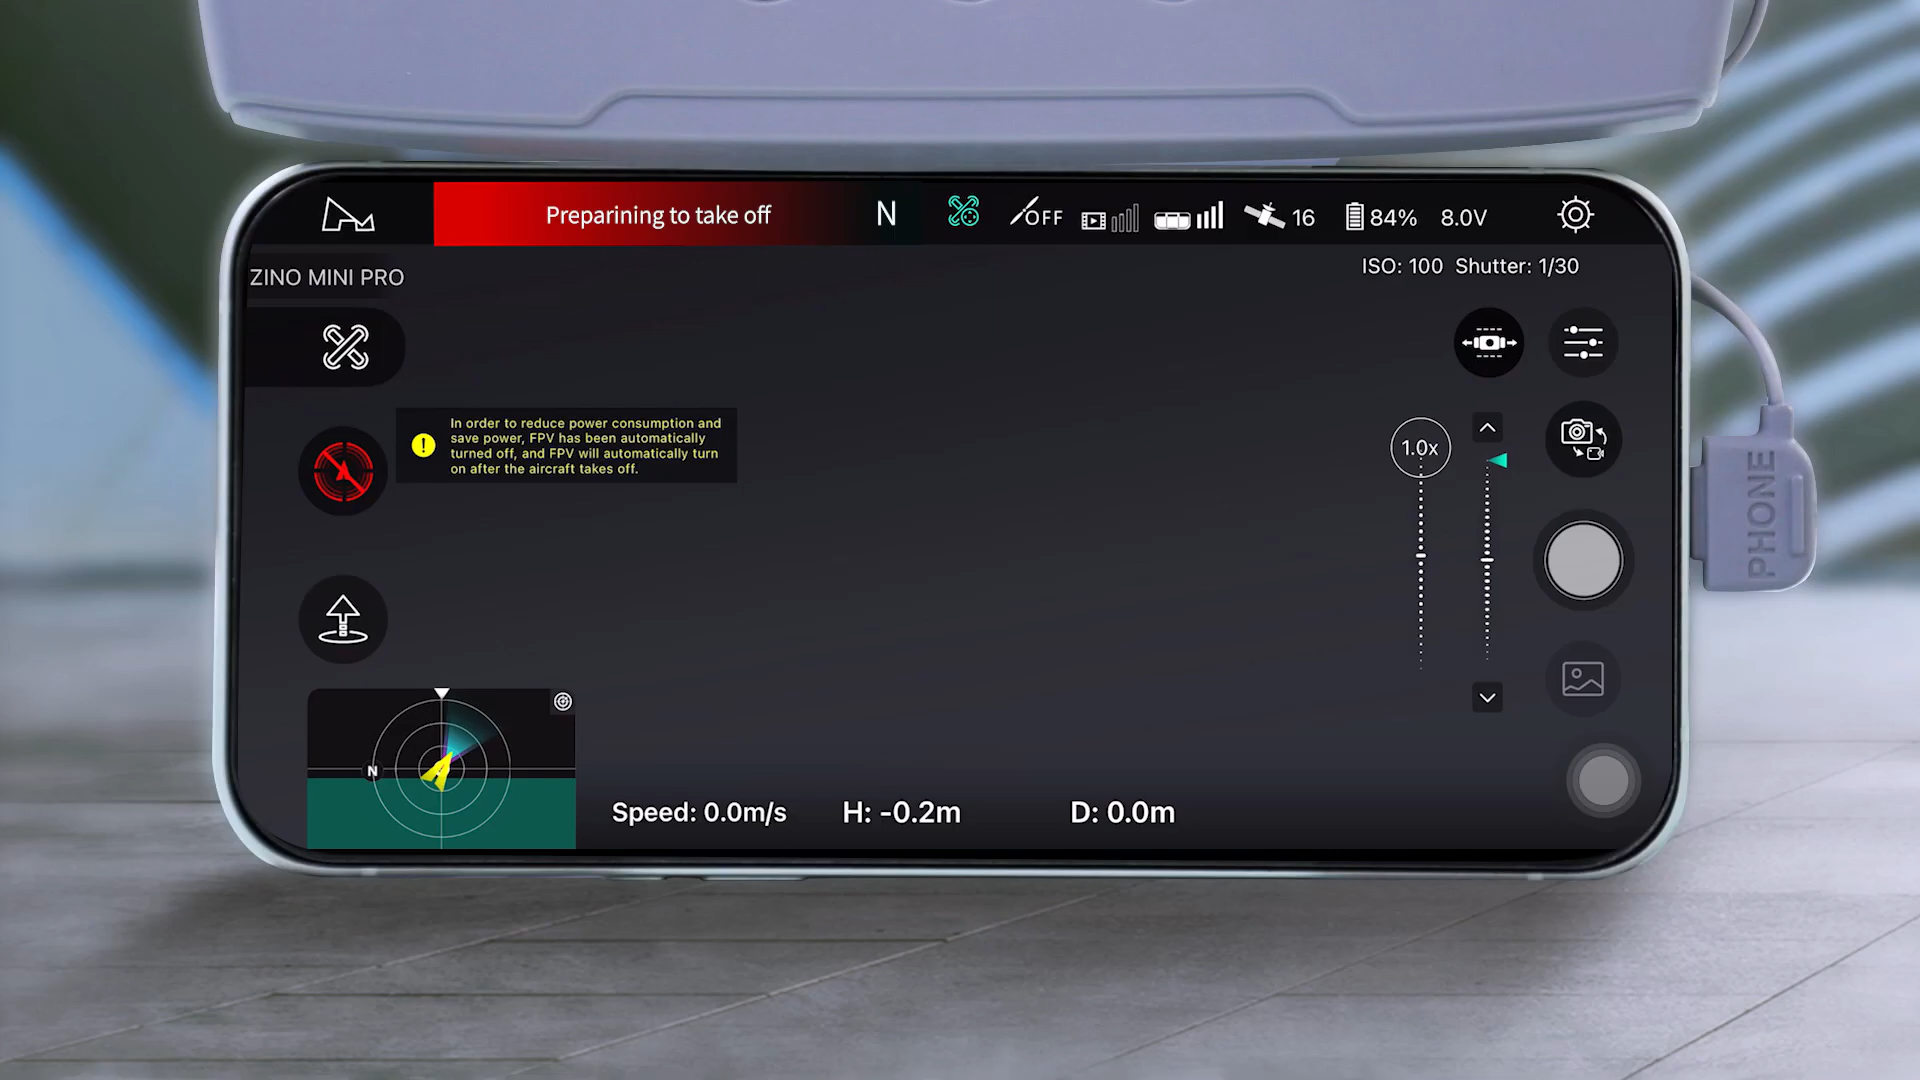 Preparining to take off
N
OFF
16
84%
8.0V
ZINO MINI PRO
ISO: 100 Shutter: 1/30
In order to reduce power consumption and
save power, FPV has been automatically
turned off, and FPV will automatically turn
on after the aircraft takes off.
1.0x
PHONE
N
Speed: 0.0m/s
H: -0.2m
D: 0.0m